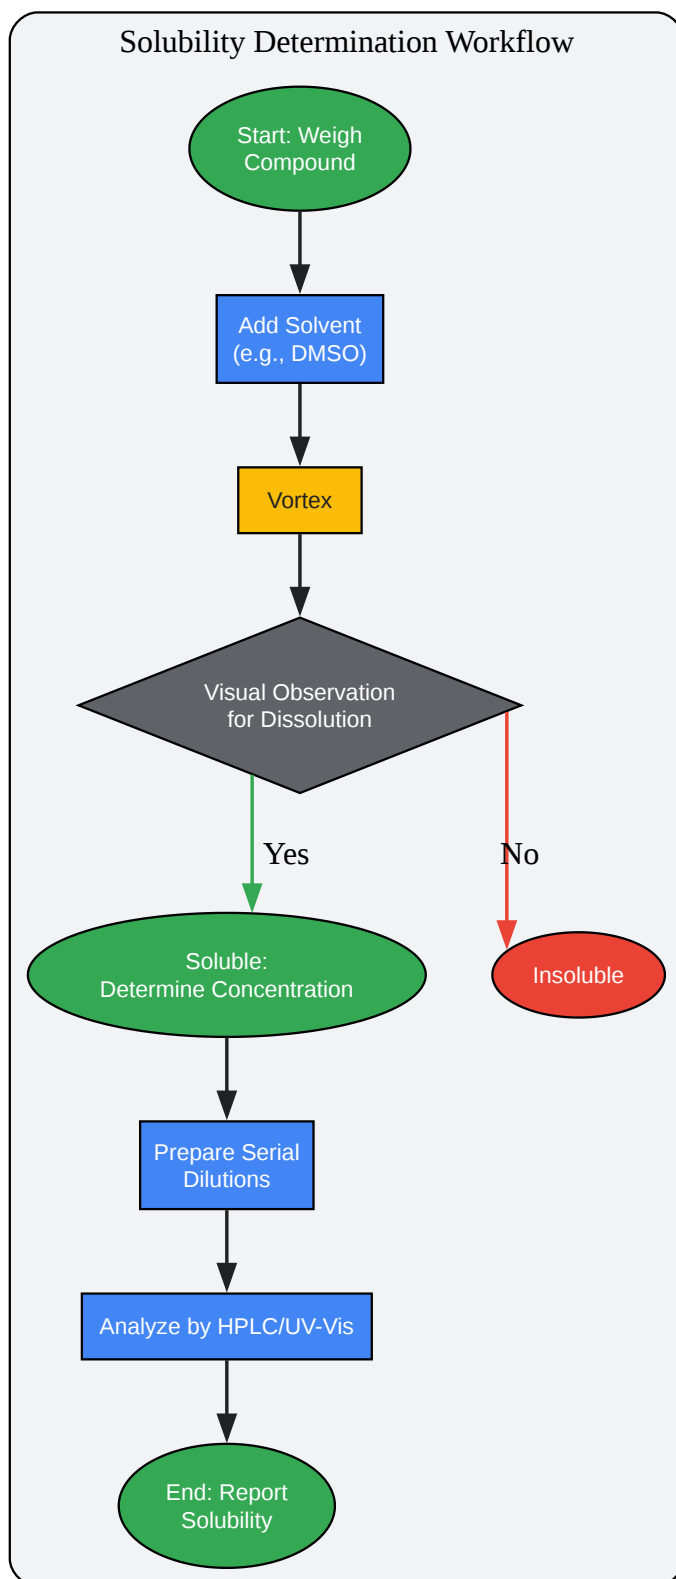 Solubility Determination Workflow
Start: Weigh
Compound
Add Solvent
(e.g., DMSO)
Vortex
Visual Observation
for Dissolution
Yes
No
Soluble:
Determine Concentration
Insoluble
Prepare Serial
Dilutions
Analyze by HPLC/UV-Vis
End: Report
Solubility